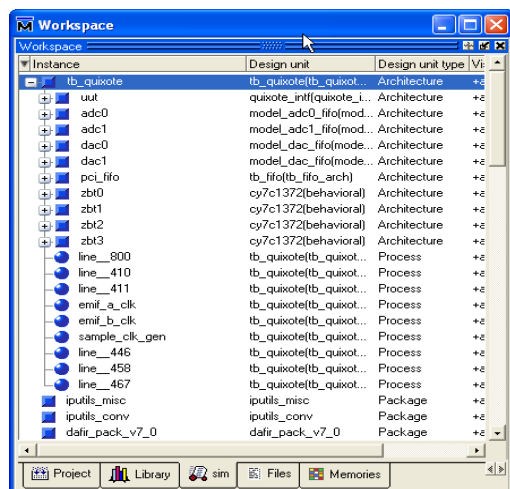 Workspace
Workspace
Instance Design unit Design unit type Vis
tb_quixote tb_quixote(tb_quixot... Architecture +a
uut quixote_intf(quixote_i... Architecture +a
adc0 model_adc0_fifo(mod... Architecture +a
adc1 model_adc1_fifo(mod... Architecture +a
dac0 model_dac_fifo(mode... Architecture +a
dac1 model_dac_fifo(mode... Architecture +a
pci_fifo tb_fifo(tb_fifo_arch) Architecture +a
zbt0 cy7c1372(behavioral) Architecture +a
zbt1 cy7c1372(behavioral) Architecture +a
zbt2 cy7c1372(behavioral) Architecture +a
zbt3 cy7c1372(behavioral) Architecture +a
line__800 tb_quixote(tb_quixot... Process +a
line__410 tb_quixote(tb_quixot... Process +a
line__411 tb_quixote(tb_quixot... Process +a
emif_a_clk tb_quixote(tb_quixot... Process +a
emif_b_clk tb_quixote(tb_quixot... Process +a
sample_clk_gen tb_quixote(tb_quixot... Process +a
line__446 tb_quixote(tb_quixot... Process +a
line__458 tb_quixote(tb_quixot... Process +a
line__467 tb_quixote(tb_quixot... Process +a
iputils_misc iputils_misc Package +a
iputils_conv iputils_conv Package +a
dafir_pack_v7_0 dafir_pack_v7_0 Package +a
Project Library sim Files Memories